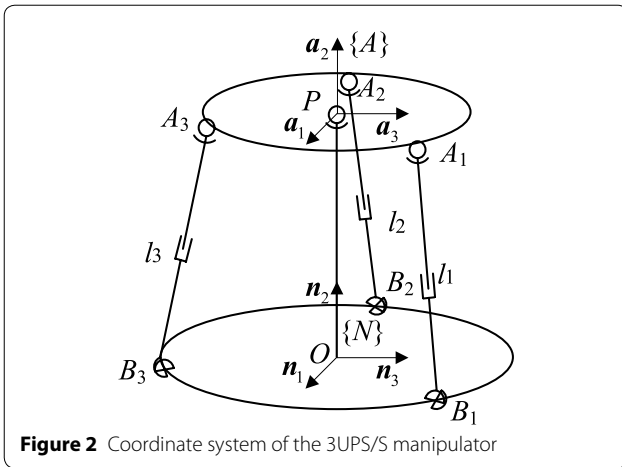 a₂ {A}
A₂
P
A₃
a₁ a₃
A₁
l₂
l₃
l₁
n₂ B₂
{N}
O
B₃ n₁ n₃
B₁
Figure 2 Coordinate system of the 3UPS/S manipulator